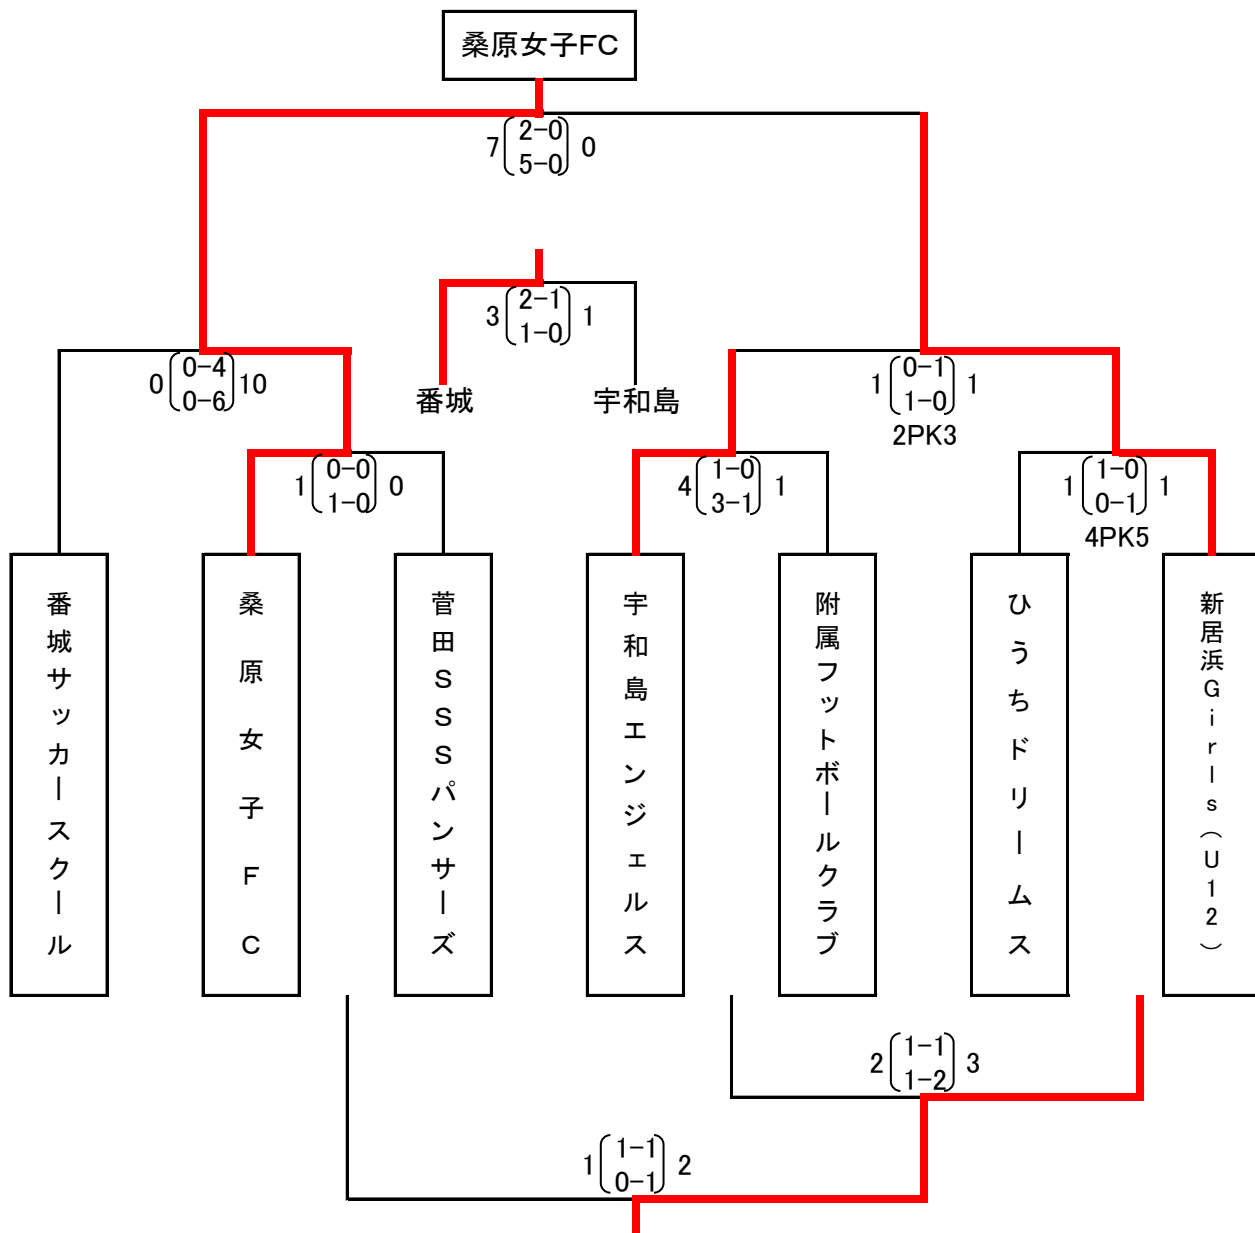 桑原女子FC
7 2-0 0
5-0
3 2-1 1
1-0
番城 宇和島
0 0-4 10
0-6
1 0-1 1
1-0
2PK3
1 0-0 0
1-0
4 1-0 1
3-1
1 1-0 1
0-1
4PK5
番城サッカースクール
桑原女子FC
菅田SSSパンサーズ
宇和島エンジェルス
附属フットボールクラブ
ひうちドリームス
新居浜Girls(U12)
2 1-1 3
1-2
1 1-1 2
0-1